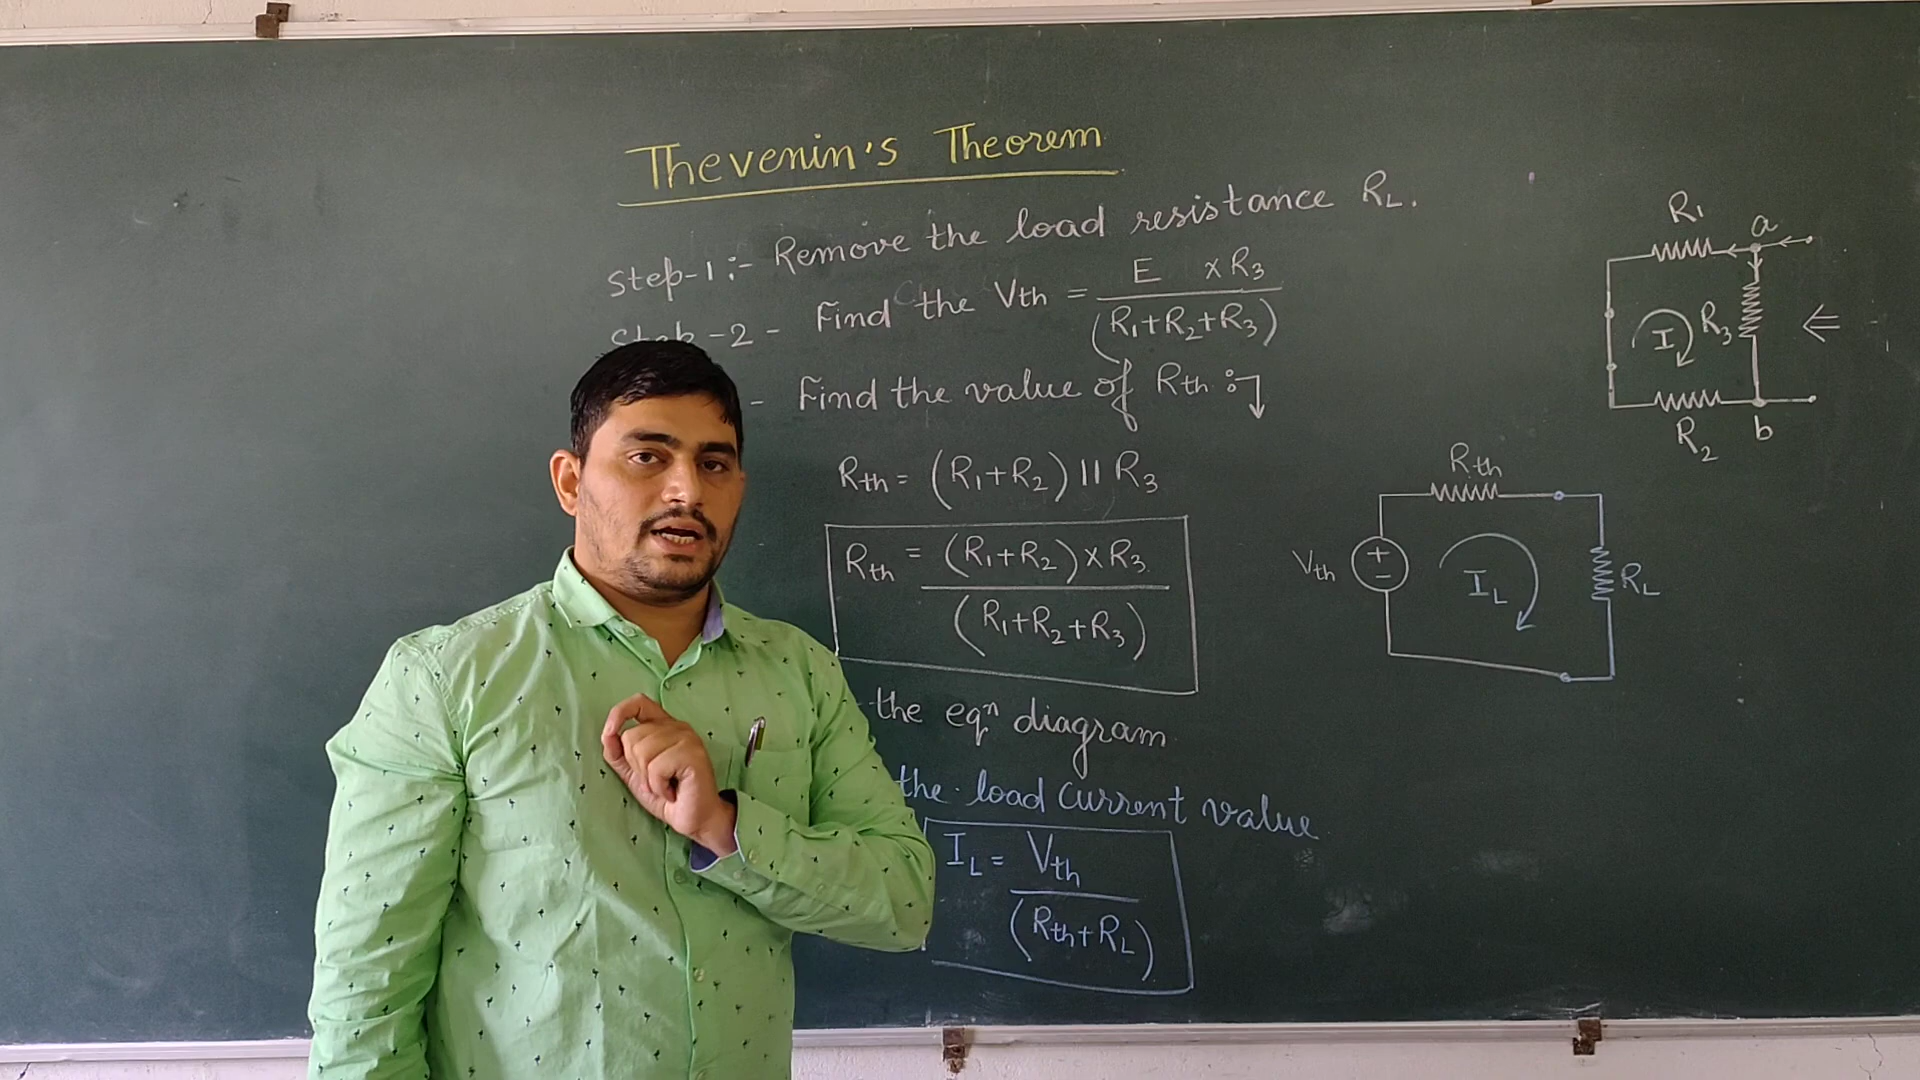 Thevenin's Theorem
Step-1:- Remove the load resistance RL.
Step-2 - Find the Vth = E × R3 / (R1+R2+R3)
- Find the value of Rth :
Rth = (R1+R2) || R3
Rth = (R1+R2)×R3 / (R1+R2+R3)
the eqn diagram
the load current value
IL = Vth / (Rth+RL)
R1
a
I
R3
R2
b
Rth
Vth
+
-
IL
RL